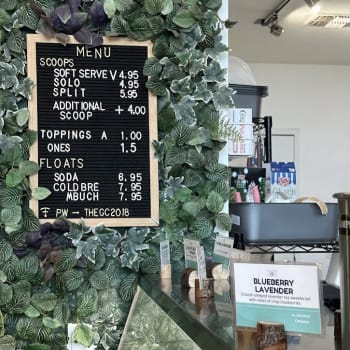 MENU
SCOOPS
SOFT SERVE V 4.95
SOLO 4.95
SPLIT 5.95
ADDITIONAL SCOOP + 4.00
TOPPINGS A 1.00
ONES 1.5
FLOATS
SODA 6.95
COLD BRE 7.95
MBUCH 7.95
PW → THEGC2018
BLUEBERRY
LAVENDER